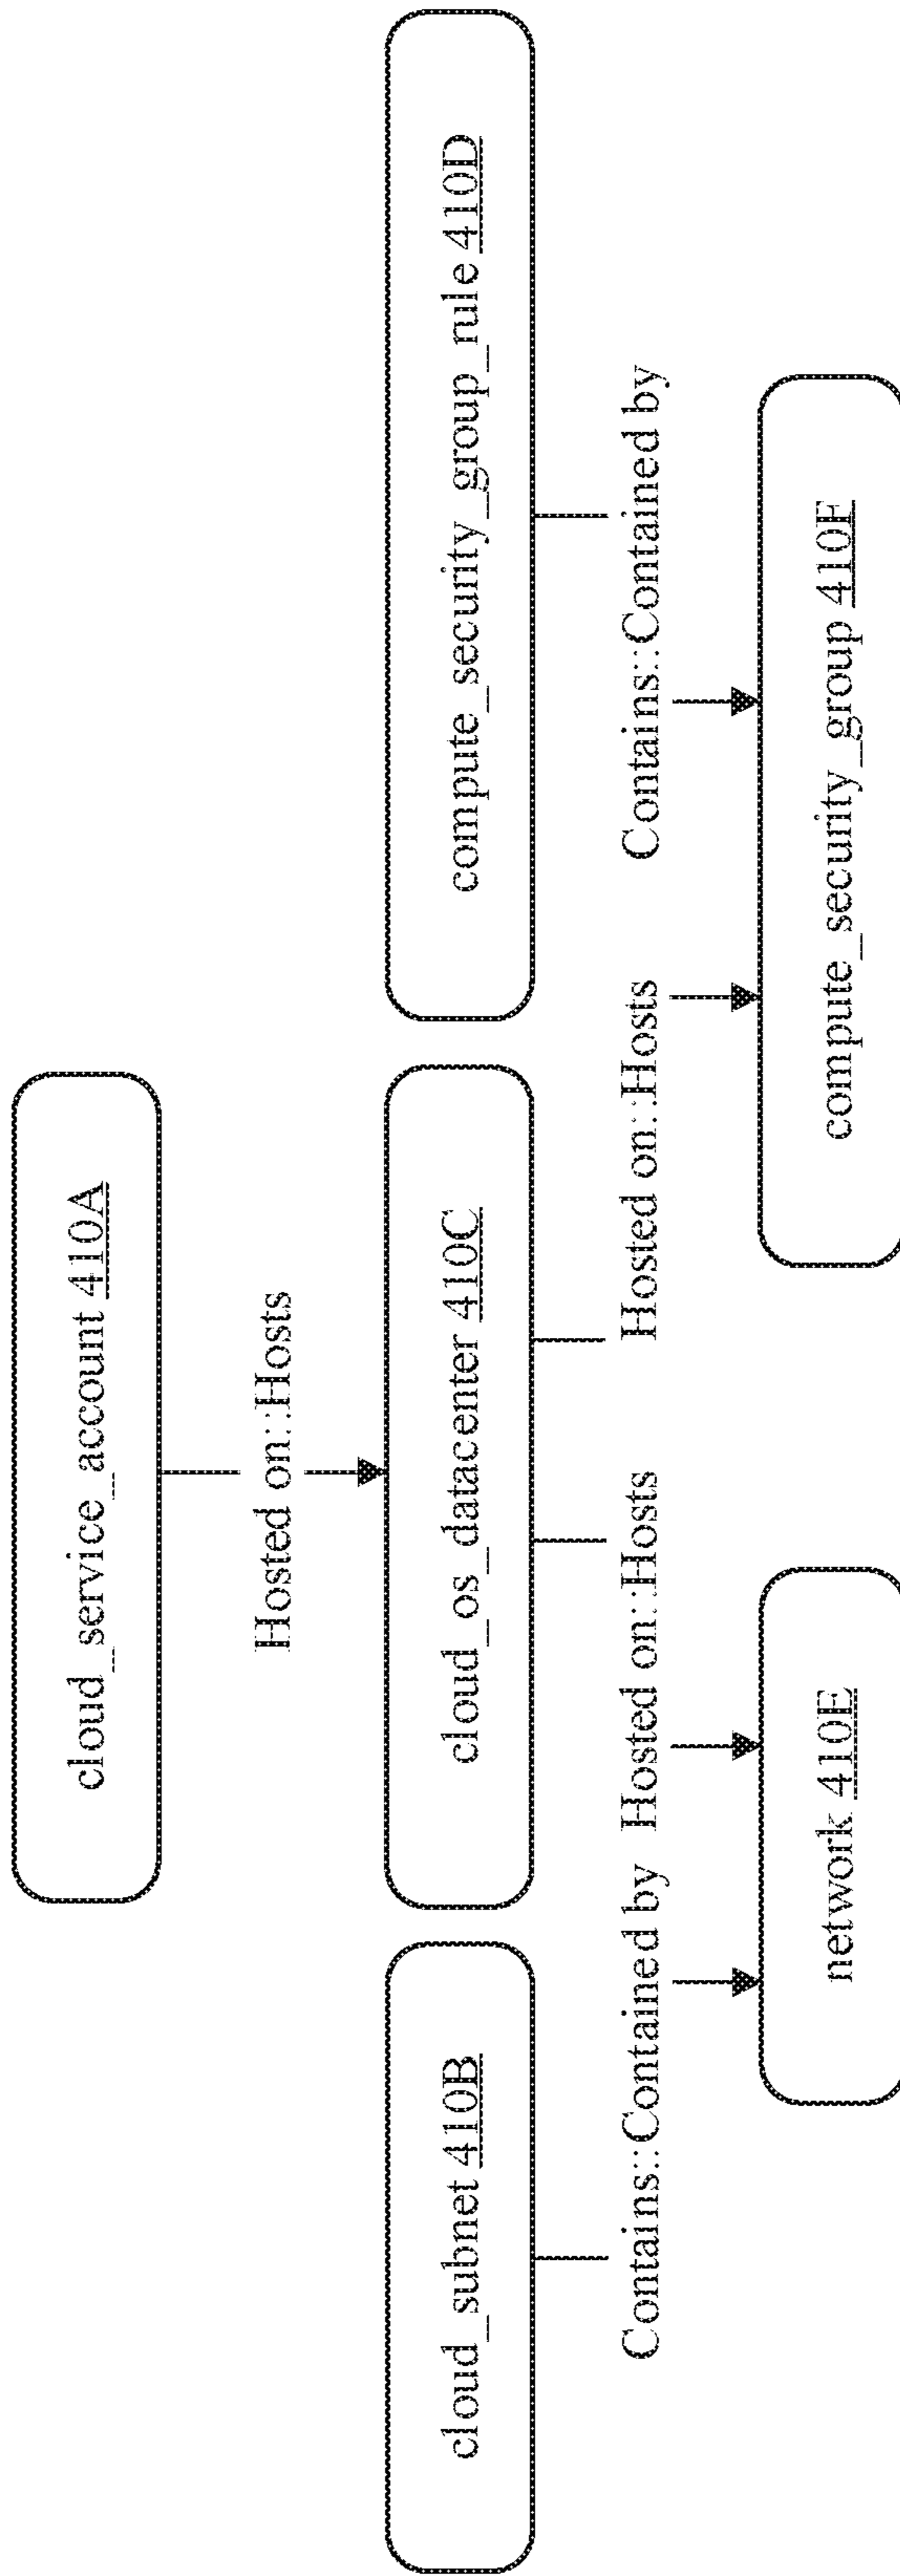 cloud_service_account 410A
Hosted on::Hosts
cloud_subnet 410B
cloud_os_datacenter 410C
compute_security_group_rule 410D
Contains::Contained by
Hosted on::Hosts
Hosted on::Hosts
Contains::Contained by
network 410E
compute_security_group 410F